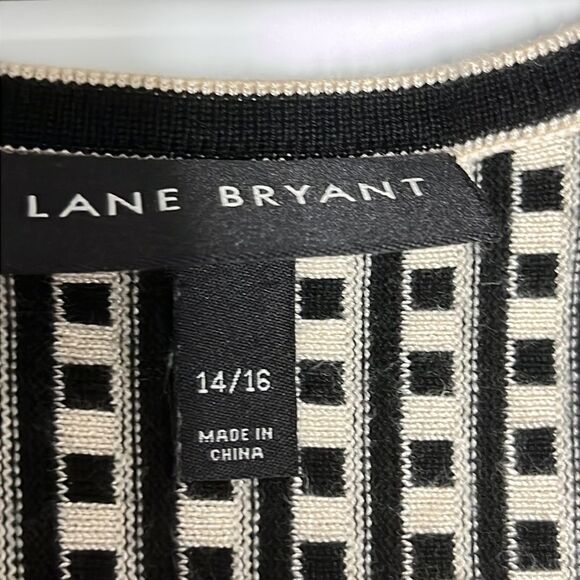 LANE BRYANT
14/16
MADE IN
CHINA